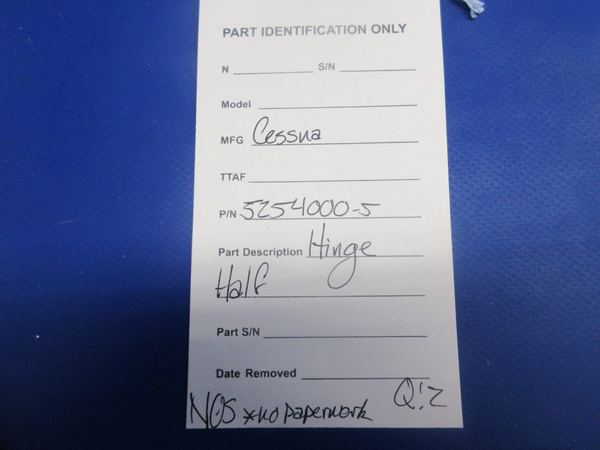 PART IDENTIFICATION ONLY
N S/N
Model
MFG Cessna
TTAF
P/N 5254000-5
Part Description Hinge
Half
Part S/N
Date Removed
NOS *no paperwork Q:2